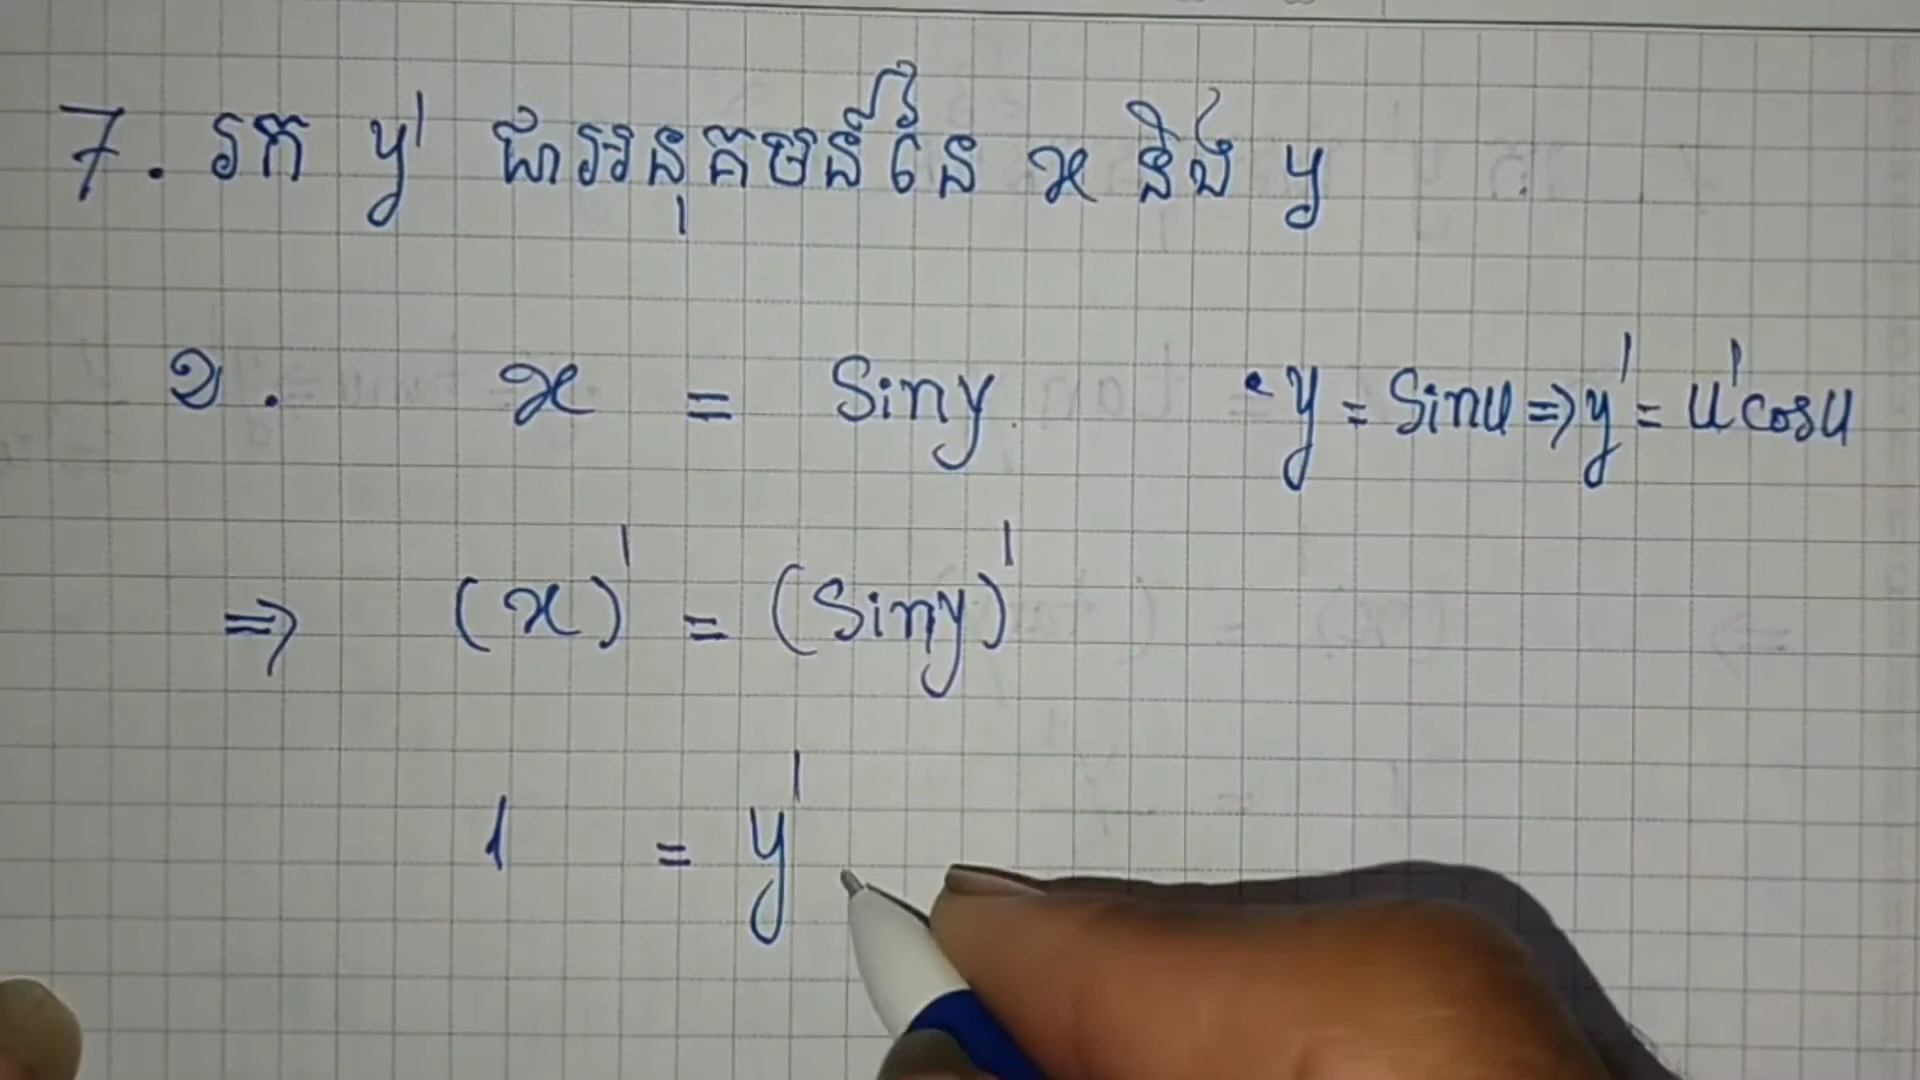 7. រក y' ជាអនុគមន៍នៃ x និង y
ខ. x = Siny • y = Sinu ⇒ y' = u'cosu
⇒ (x)' = (Siny)'
1 = y'